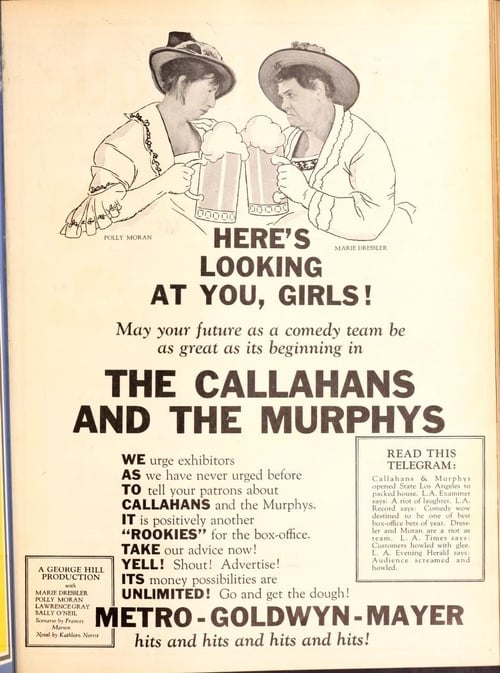 POLLY MORAN
MARIE DRESSLER
HERE'S
LOOKING
AT YOU, GIRLS!
May your future as a comedy team be
as great as its beginning in
THE CALLAHANS
AND THE MURPHYS
WE urge exhibitors
AS we have never urged before
TO tell your patrons about
CALLAHANS and the Murphys.
IT is positively another
"ROOKIES" for the box-office.
TAKE our advice now!
YELL! Shout! Advertise!
ITS money possibilities are
UNLIMITED! Go and get the dough!
READ THIS
TELEGRAM:
Callahans & Murphys
opened State Los Angeles to
packed house. L.A. Examiner
says: A riot of laughter. L.A.
Record says: Comedy wow
destined to be one of best
box-office bets of year. Dress-
ler and Moran are a riot as
team. L. A. Times says:
Customers howled with glee.
L. A. Evening Herald says:
Audience screamed and
howled.
A GEORGE HILL
PRODUCTION
with
MARIE DRESSLER
POLLY MORAN
LAWRENCE GRAY
SALLY O'NEIL
Scenario by Frances
Marion
Novel by Kathleen Norris
METRO-GOLDWYN-MAYER
hits and hits and hits and hits!